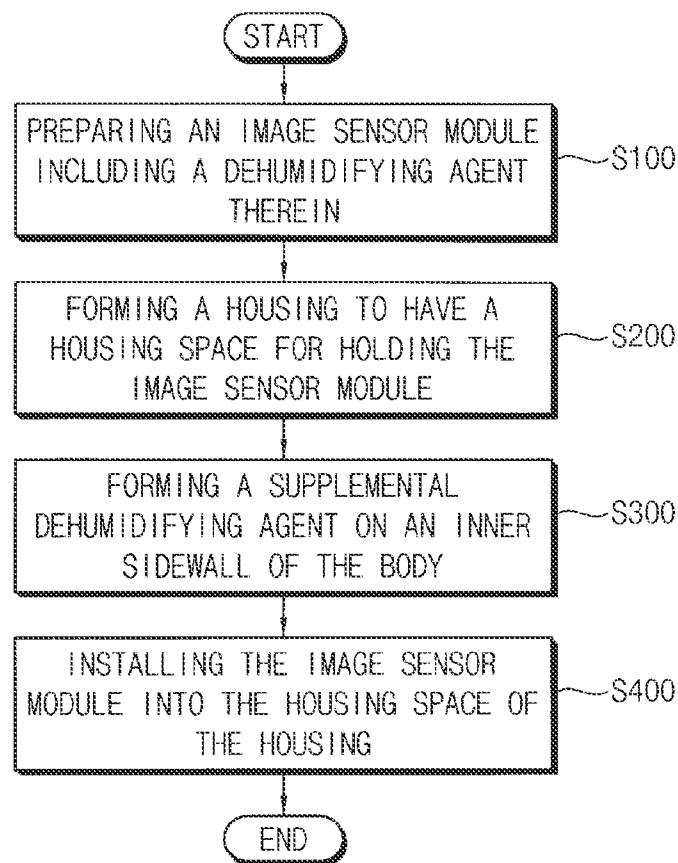 START
PREPARING AN IMAGE SENSOR MODULE
INCLUDING A DEHUMIDIFYING AGENT
THEREIN
S100
FORMING A HOUSING TO HAVE A
HOUSING SPACE FOR HOLDING THE
IMAGE SENSOR MODULE
S200
FORMING A SUPPLEMENTAL
DEHUMIDIFYING AGENT ON AN INNER
SIDEWALL OF THE BODY
S300
INSTALLING THE IMAGE SENSOR
MODULE INTO THE HOUSING SPACE OF
THE HOUSING
S400
END